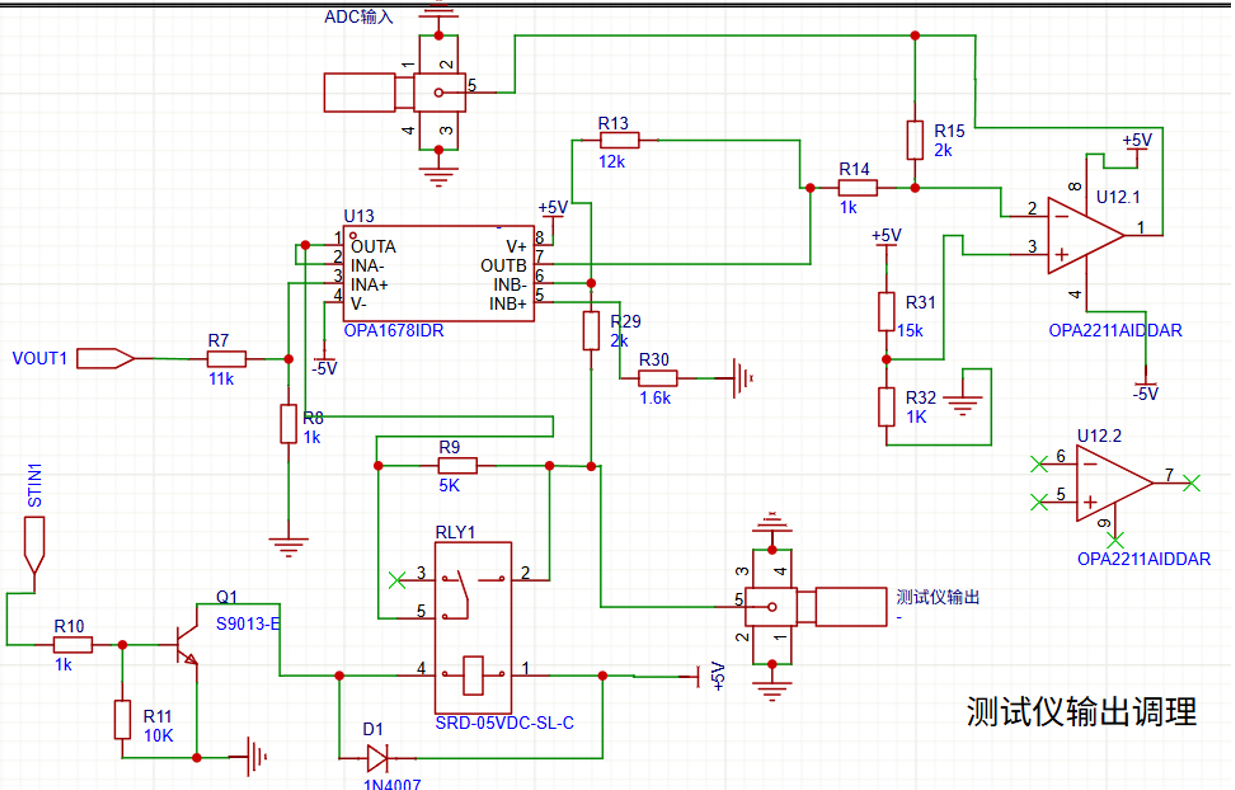 ADC输入
1
2
5
4
3
R13
12k
R15
2k
+5V
R14
1k
8
U12.1
2
1
3
4
OPA2211AIDDAR
-5V
U13
+5V
1
OUTA
V+
8
2
INA-
OUTB
7
3
INA+
INB-
6
4
V-
INB+
5
OPA1678IDR
-5V
+5V
R31
15k
R32
1K
R29
2k
R30
1.6k
VOUT1
R7
11k
R8
1k
R9
5K
STIN1
U12.2
6
7
5
9
OPA2211AIDDAR
RLY1
3
2
5
4
1
SRD-05VDC-SL-C
+5V
3
4
5
测试仪输出
-
2
1
Q1
S9013-E
R10
1k
R11
10K
D1
1N4007
测试仪输出调理